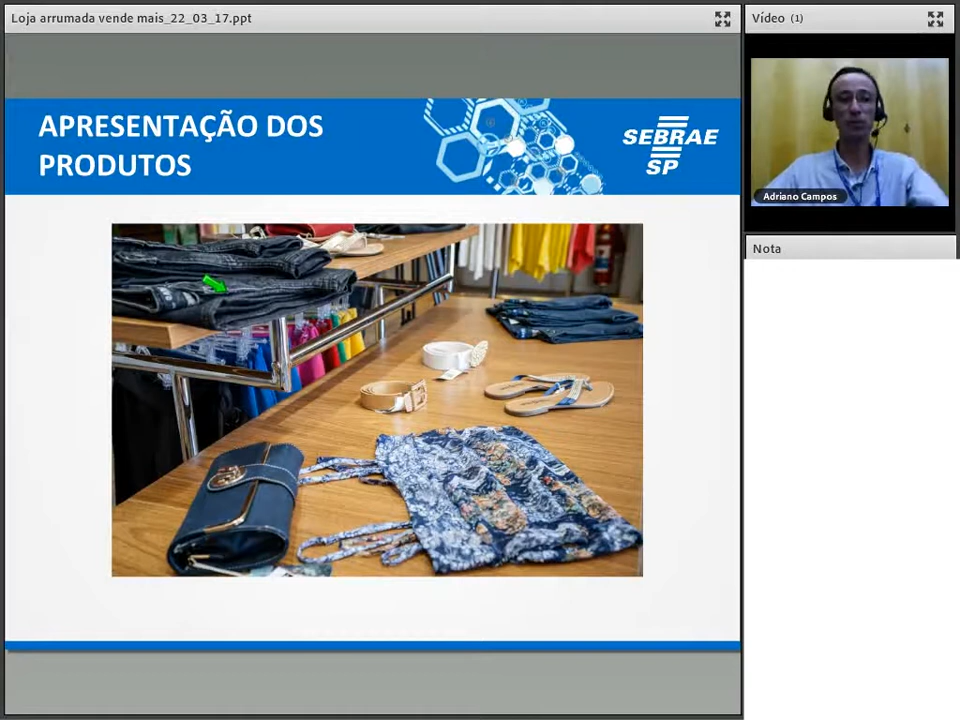 Loja arrumada vende mais_22_03_17.ppt
Vídeo (1)
APRESENTAÇÃO DOS
PRODUTOS
SEBRAE
SP
Adriano Campos
Nota